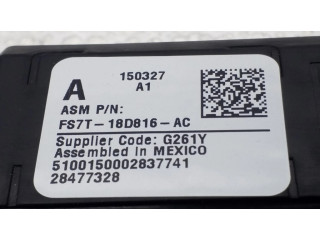 A 150327
A1
ASM P/N:
FS7T-18D816-AC
Supplier Code: G261Y
Assembled in MEXICO
5100150002837741
28477328